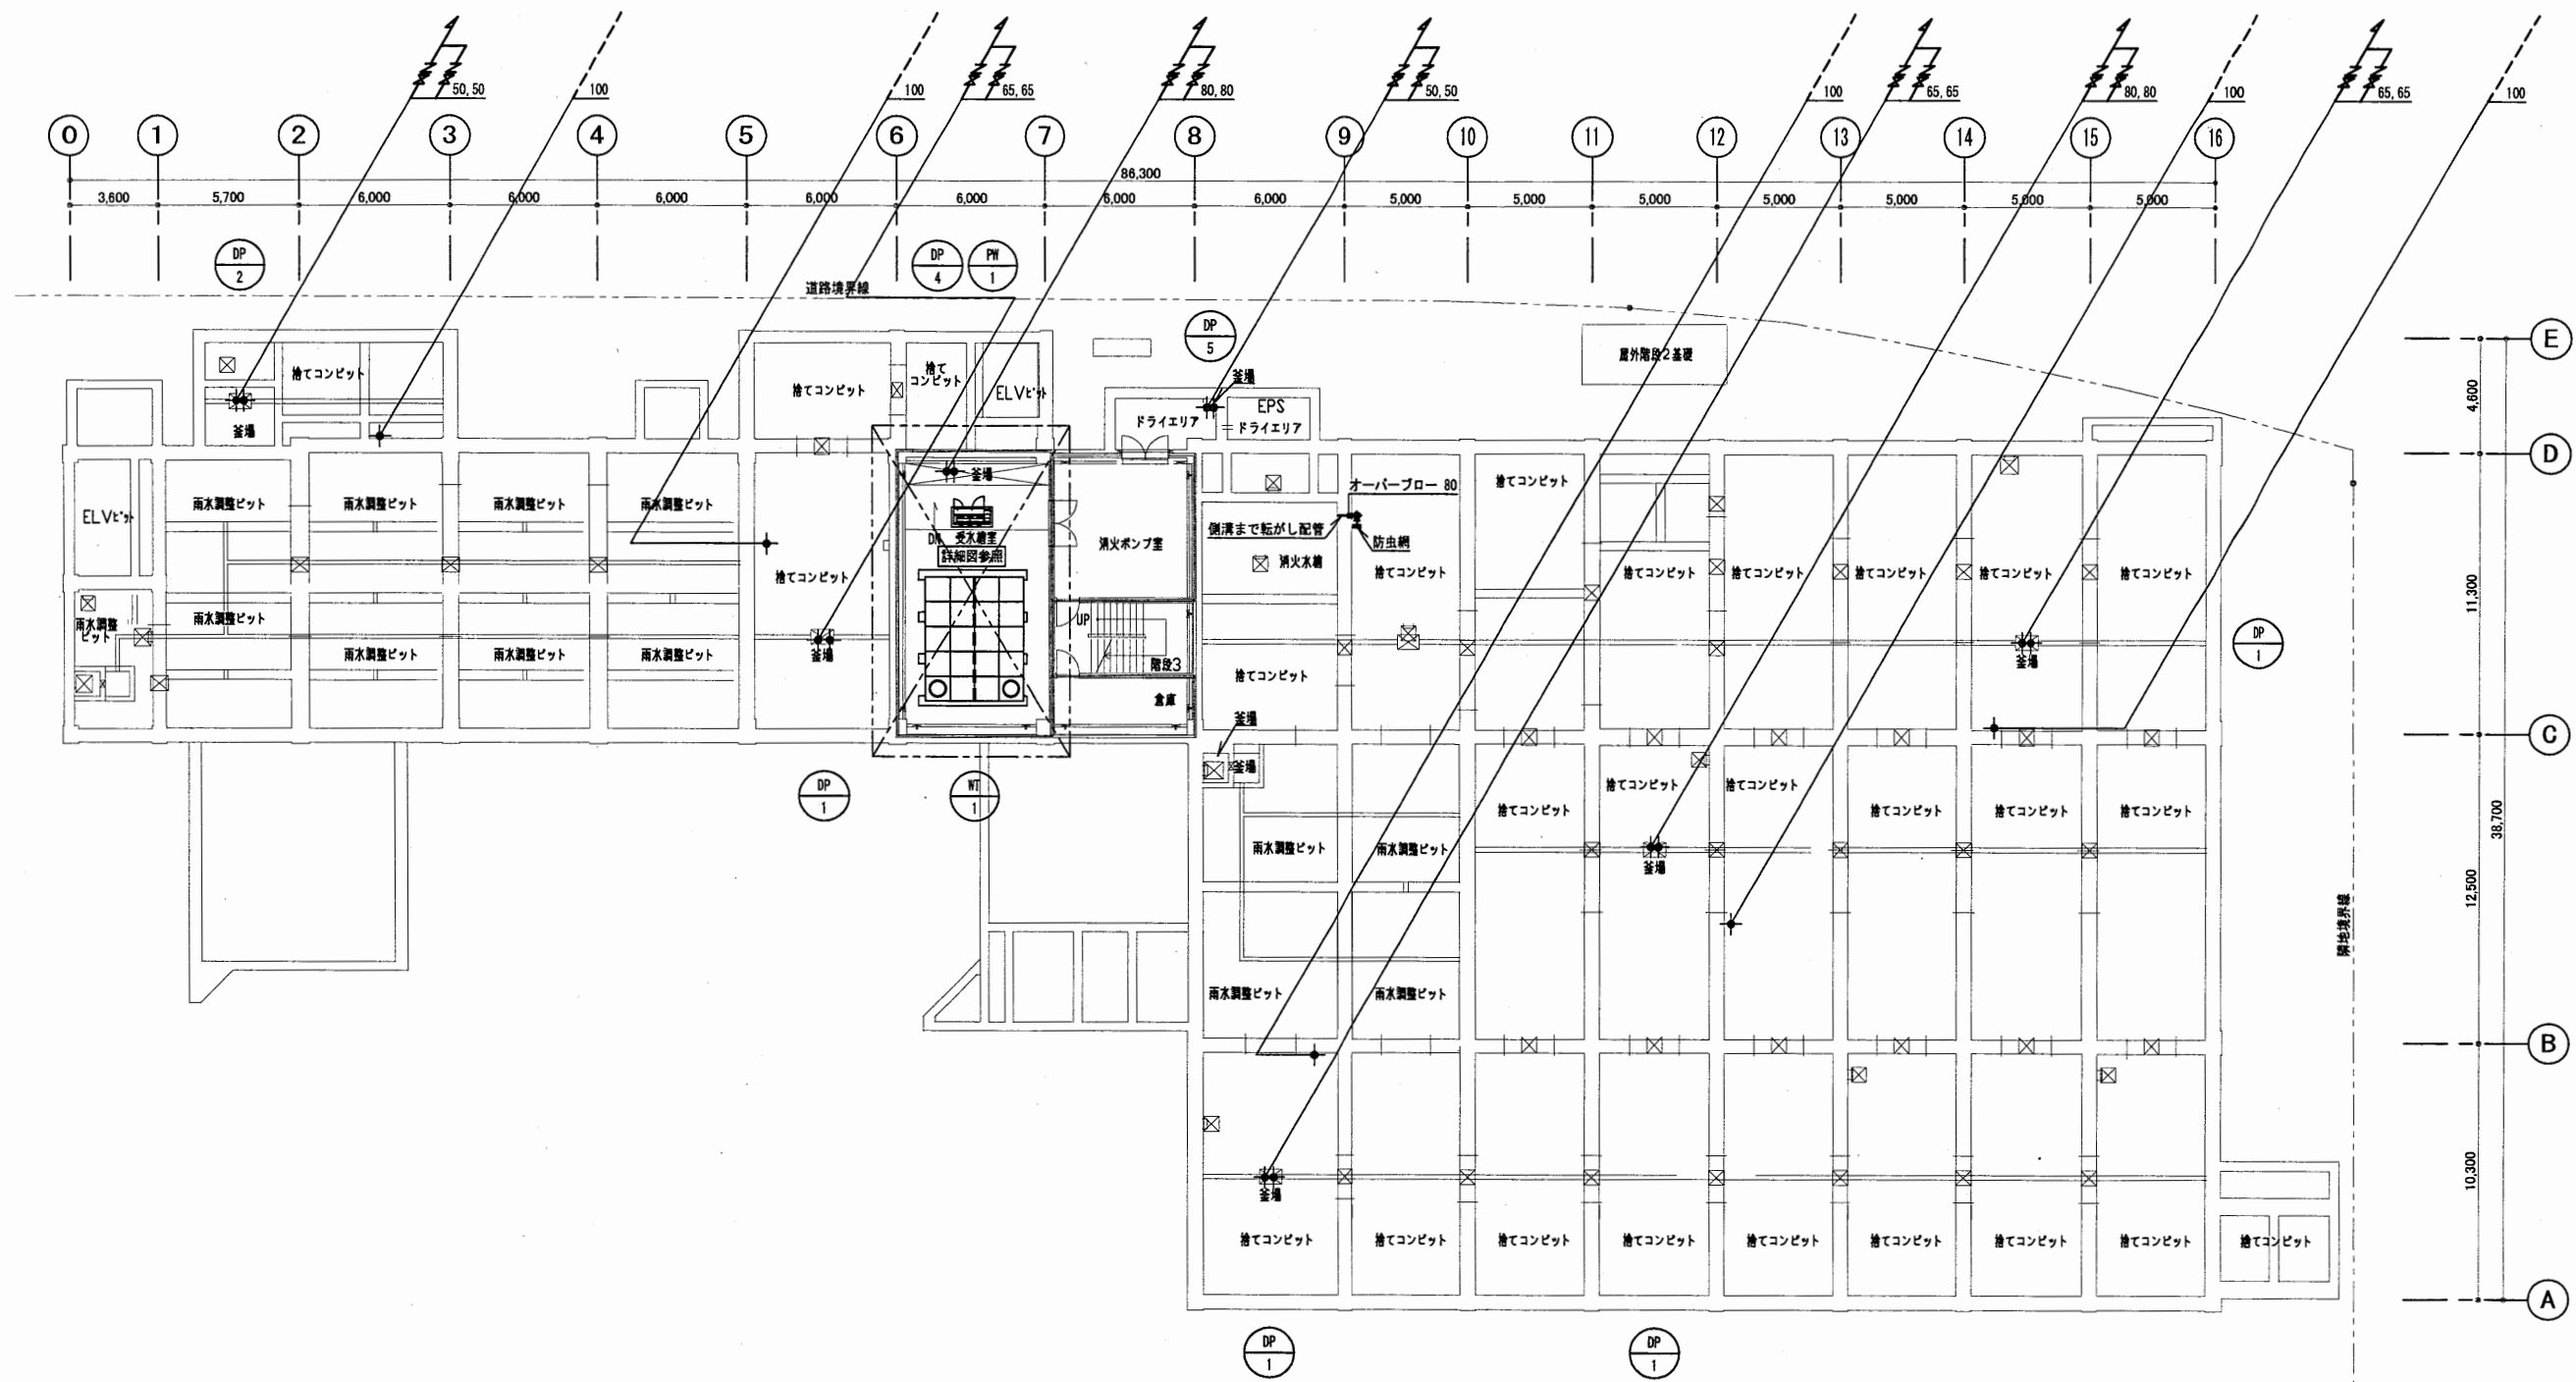 50,50
100
100
65,65
80,80
50,50
100
65,65
80,80
100
65,65
100
0
1
2
3
4
5
6
7
8
9
10
11
12
13
14
15
16
86,300
3,600
5,700
6,000
6,000
6,000
6,000
6,000
6,000
6,000
5,000
5,000
5,000
5,000
5,000
5,000
5,000
DP
2
DP
4
PW
1
道路境界線
DP
5
屋外階段2基礎
E
捨てコンピット
釜場
捨てコンピット
捨て
コンピット
ELVピット
釜場
ドライエリア
EPS
ドライエリア
4,600
D
ELVピット
雨水調整ピット
雨水調整ピット
雨水調整ピット
雨水調整ピット
釜場
DN
受水槽室
詳細図参照
消火ポンプ室
オーバーブロー 80
側溝まで転がし配管
防虫網
消火水槽
捨てコンピット
捨てコンピット
捨てコンピット
捨てコンピット
捨てコンピット
捨てコンピット
捨てコンピット
捨てコンピット
11,300
雨水調整
ピット
雨水調整ピット
雨水調整ピット
雨水調整ピット
雨水調整ピット
釜場
UP
階段3
倉庫
捨てコンピット
釜場
DP
1
C
釜場
釜場
DP
1
WT
1
捨てコンピット
捨てコンピット
捨てコンピット
捨てコンピット
捨てコンピット
捨てコンピット
雨水調整ピット
雨水調整ピット
釜場
38,700
12,500
隣地境界線
雨水調整ピット
雨水調整ピット
B
釜場
10,300
捨てコンピット
捨てコンピット
捨てコンピット
捨てコンピット
捨てコンピット
捨てコンピット
捨てコンピット
捨てコンピット
捨てコンピット
A
DP
1
DP
1